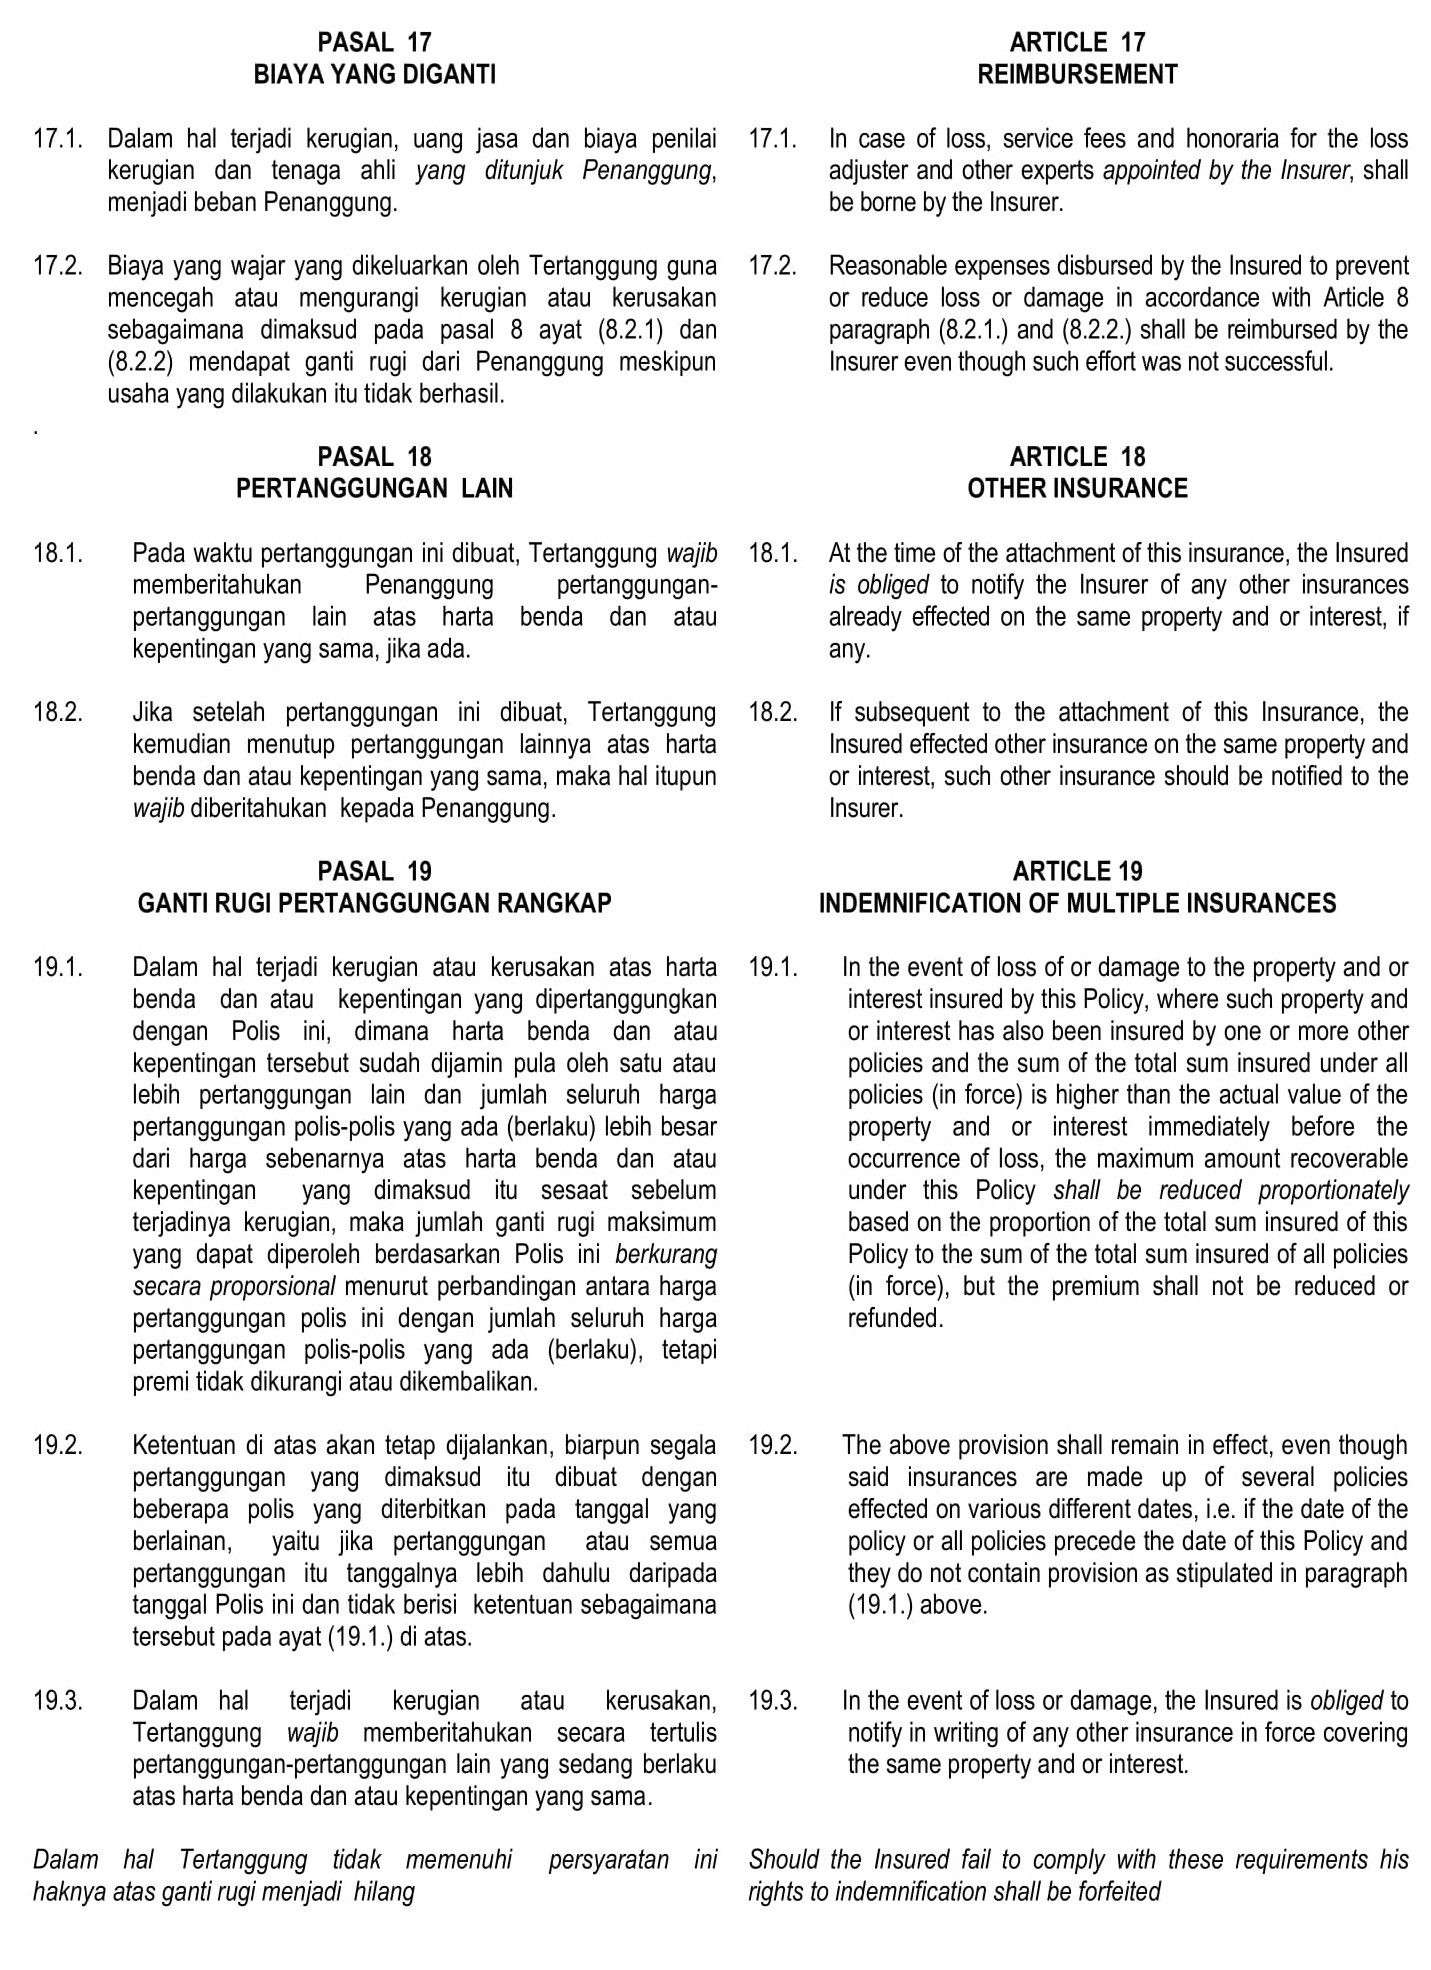 PASAL 17
BIAYA YANG DIGANTI
17.1. Dalam hal terjadi kerugian, uang jasa dan biaya penilai
kerugian dan tenaga ahli yang ditunjuk Penanggung,
menjadi beban Penanggung.
17.2. Biaya yang wajar yang dikeluarkan oleh Tertanggung guna
mencegah atau mengurangi kerugian atau kerusakan
sebagaimana dimaksud pada pasal 8 ayat (8.2.1) dan
(8.2.2) mendapat ganti rugi dari Penanggung meskipun
usaha yang dilakukan itu tidak berhasil.
.
PASAL 18
PERTANGGUNGAN LAIN
18.1. Pada waktu pertanggungan ini dibuat, Tertanggung wajib
memberitahukan Penanggung pertanggungan-
pertanggungan lain atas harta benda dan atau
kepentingan yang sama, jika ada.
18.2. Jika setelah pertanggungan ini dibuat, Tertanggung
kemudian menutup pertanggungan lainnya atas harta
benda dan atau kepentingan yang sama, maka hal itupun
wajib diberitahukan kepada Penanggung.
PASAL 19
GANTI RUGI PERTANGGUNGAN RANGKAP
19.1. Dalam hal terjadi kerugian atau kerusakan atas harta
benda dan atau kepentingan yang dipertanggungkan
dengan Polis ini, dimana harta benda dan atau
kepentingan tersebut sudah dijamin pula oleh satu atau
lebih pertanggungan lain dan jumlah seluruh harga
pertanggungan polis-polis yang ada (berlaku) lebih besar
dari harga sebenarnya atas harta benda dan atau
kepentingan yang dimaksud itu sesaat sebelum
terjadinya kerugian, maka jumlah ganti rugi maksimum
yang dapat diperoleh berdasarkan Polis ini berkurang
secara proporsional menurut perbandingan antara harga
pertanggungan polis ini dengan jumlah seluruh harga
pertanggungan polis-polis yang ada (berlaku), tetapi
premi tidak dikurangi atau dikembalikan.
19.2. Ketentuan di atas akan tetap dijalankan, biarpun segala
pertanggungan yang dimaksud itu dibuat dengan
beberapa polis yang diterbitkan pada tanggal yang
berlainan, yaitu jika pertanggungan atau semua
pertanggungan itu tanggalnya lebih dahulu daripada
tanggal Polis ini dan tidak berisi ketentuan sebagaimana
tersebut pada ayat (19.1.) di atas.
19.3. Dalam hal terjadi kerugian atau kerusakan,
Tertanggung wajib memberitahukan secara tertulis
pertanggungan-pertanggungan lain yang sedang berlaku
atas harta benda dan atau kepentingan yang sama.
Dalam hal Tertanggung tidak memenuhi persyaratan ini
haknya atas ganti rugi menjadi hilang
ARTICLE 17
REIMBURSEMENT
17.1. In case of loss, service fees and honoraria for the loss
adjuster and other experts appointed by the Insurer, shall
be borne by the Insurer.
17.2. Reasonable expenses disbursed by the Insured to prevent
or reduce loss or damage in accordance with Article 8
paragraph (8.2.1.) and (8.2.2.) shall be reimbursed by the
Insurer even though such effort was not successful.
ARTICLE 18
OTHER INSURANCE
18.1. At the time of the attachment of this insurance, the Insured
is obliged to notify the Insurer of any other insurances
already effected on the same property and or interest, if
any.
18.2. If subsequent to the attachment of this Insurance, the
Insured effected other insurance on the same property and
or interest, such other insurance should be notified to the
Insurer.
ARTICLE 19
INDEMNIFICATION OF MULTIPLE INSURANCES
19.1. In the event of loss of or damage to the property and or
interest insured by this Policy, where such property and
or interest has also been insured by one or more other
policies and the sum of the total sum insured under all
policies (in force) is higher than the actual value of the
property and or interest immediately before the
occurrence of loss, the maximum amount recoverable
under this Policy shall be reduced proportionately
based on the proportion of the total sum insured of this
Policy to the sum of the total sum insured of all policies
(in force), but the premium shall not be reduced or
refunded.
19.2. The above provision shall remain in effect, even though
said insurances are made up of several policies
effected on various different dates, i.e. if the date of the
policy or all policies precede the date of this Policy and
they do not contain provision as stipulated in paragraph
(19.1.) above.
19.3. In the event of loss or damage, the Insured is obliged to
notify in writing of any other insurance in force covering
the same property and or interest.
Should the Insured fail to comply with these requirements his
rights to indemnification shall be forfeited